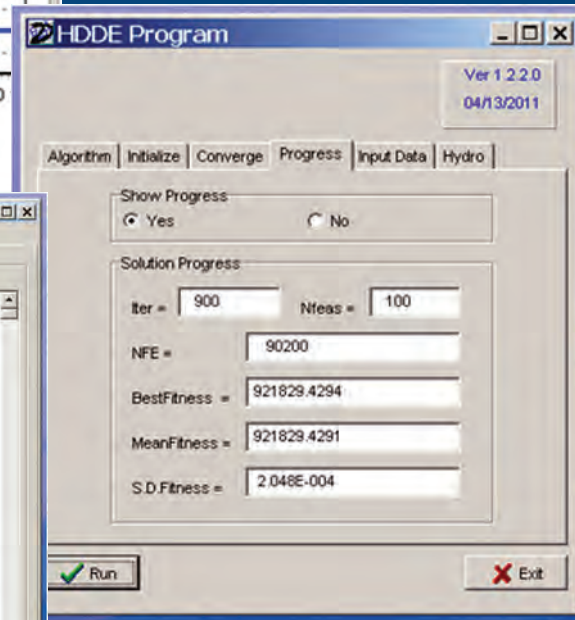 HDDE Program
Ver 1.2.2.0
04/13/2011
Algorithm Initialize Converge Progress Input Data Hydro
Show Progress
Yes No
Solution Progress
Iter = 900 Nfeas = 100
NFE = 90200
BestFitness = 921829.4294
MeanFitness = 921829.4291
S.D.Fitness = 2.048E-004
Run Exit